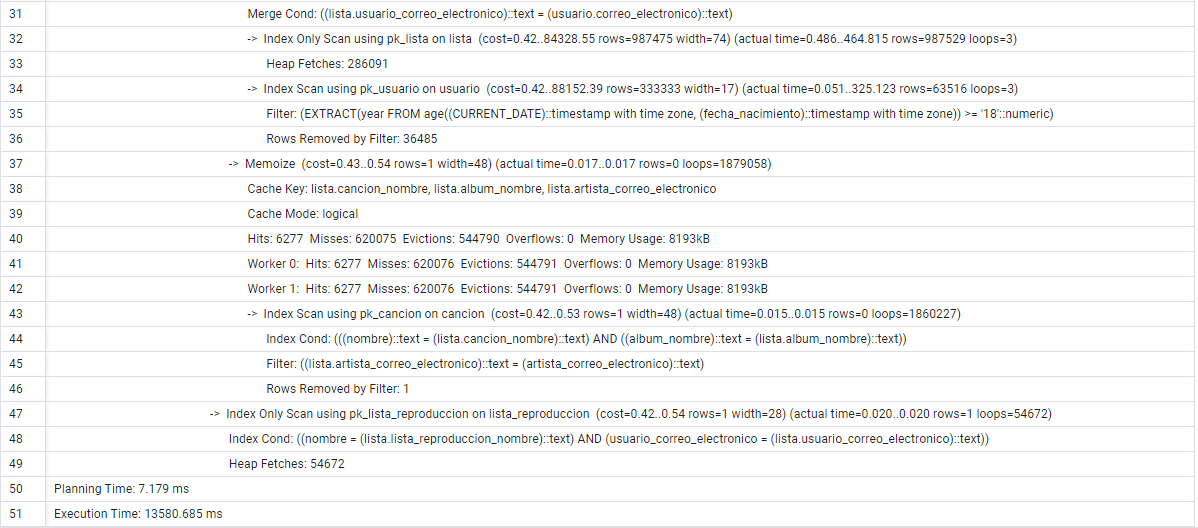 31 Merge Cond: ((lista.usuario_correo_electronico)::text = (usuario.correo_electronico)::text)
32 -> Index Only Scan using pk_lista on lista (cost=0.42..84328.55 rows=987475 width=74) (actual time=0.486..464.815 rows=987529 loops=3)
33 Heap Fetches: 286091
34 -> Index Scan using pk_usuario on usuario (cost=0.42..88152.39 rows=333333 width=17) (actual time=0.051..325.123 rows=63516 loops=3)
35 Filter: (EXTRACT(year FROM age((CURRENT_DATE)::timestamp with time zone, (fecha_nacimiento)::timestamp with time zone)) >= '18'::numeric)
36 Rows Removed by Filter: 36485
37 -> Memoize (cost=0.43..0.54 rows=1 width=48) (actual time=0.017..0.017 rows=0 loops=1879058)
38 Cache Key: lista.cancion_nombre, lista.album_nombre, lista.artista_correo_electronico
39 Cache Mode: logical
40 Hits: 6277 Misses: 620075 Evictions: 544790 Overflows: 0 Memory Usage: 8193kB
41 Worker 0: Hits: 6277 Misses: 620076 Evictions: 544791 Overflows: 0 Memory Usage: 8193kB
42 Worker 1: Hits: 6277 Misses: 620076 Evictions: 544791 Overflows: 0 Memory Usage: 8193kB
43 -> Index Scan using pk_cancion on cancion (cost=0.42..0.53 rows=1 width=48) (actual time=0.015..0.015 rows=0 loops=1860227)
44 Index Cond: (((nombre)::text = (lista.cancion_nombre)::text) AND ((album_nombre)::text = (lista.album_nombre)::text))
45 Filter: ((lista.artista_correo_electronico)::text = (artista_correo_electronico)::text)
46 Rows Removed by Filter: 1
47 -> Index Only Scan using pk_lista_reproduccion on lista_reproduccion (cost=0.42..0.54 rows=1 width=28) (actual time=0.020..0.020 rows=1 loops=54672)
48 Index Cond: ((nombre = (lista.lista_reproduccion_nombre)::text) AND (usuario_correo_electronico = (lista.usuario_correo_electronico)::text))
49 Heap Fetches: 54672
50 Planning Time: 7.179 ms
51 Execution Time: 13580.685 ms